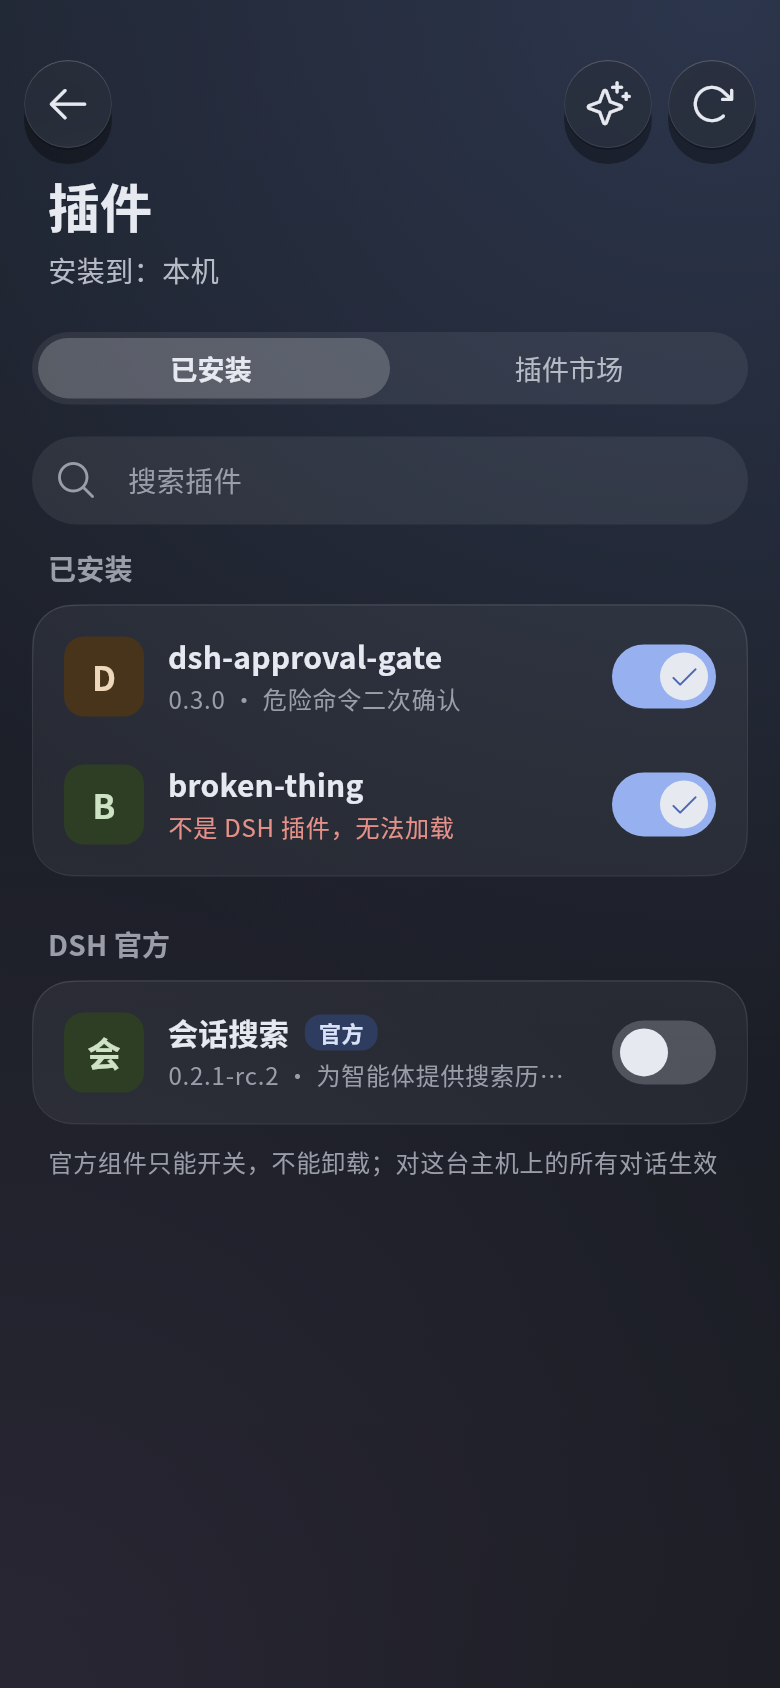 插件
安装到：本机
已安装
插件市场
搜索插件
已安装
D
dsh-approval-gate
0.3.0 · 危险命令二次确认
B
broken-thing
不是 DSH 插件，无法加载
DSH 官方
会
会话搜索 官方
0.2.1-rc.2 · 为智能体提供搜索历…
官方组件只能开关，不能卸载；对这台主机上的所有对话生效